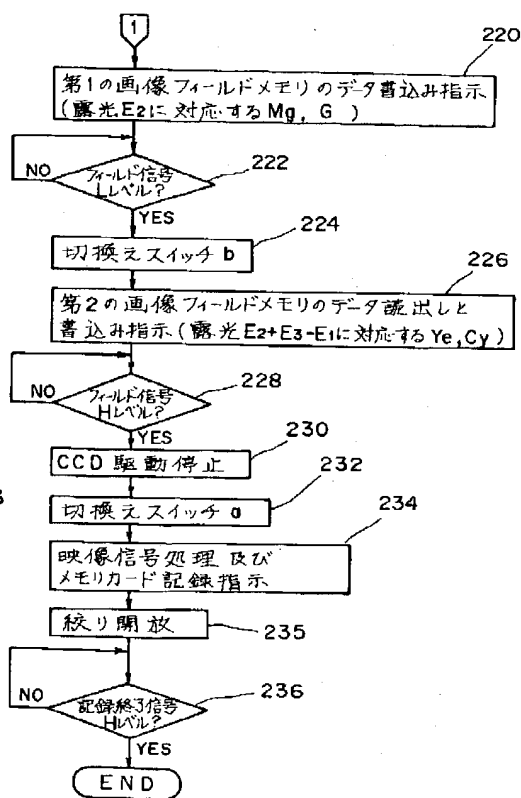 1
220
第1の画像フィールドメモリのデータ書込み指示
(露光E2に対応するMg, G)
NO
フィールド信号
Lレベル?
222
YES
224
切換えスイッチ b
226
第2の画像フィールドメモリのデータ読出しと
書込み指示(露光E2+E3-E1に対応するYe,Cy)
NO
フィールド信号
Hレベル?
228
YES
230
CCD駆動停止
232
切換えスイッチ a
234
映像信号処理及び
メモリカード記録指示
絞り開放
235
NO
記録終了信号
Hレベル?
236
YES
END